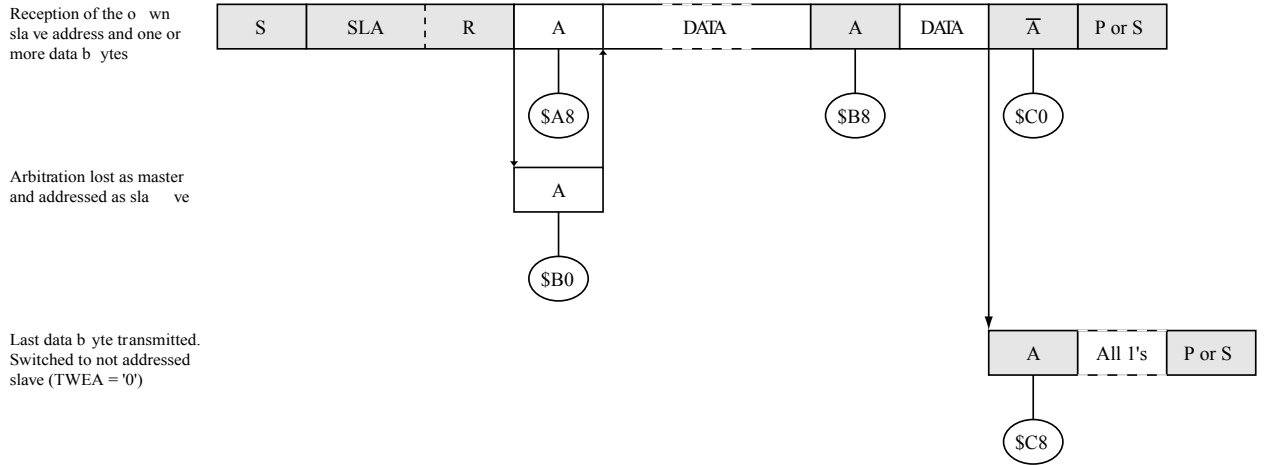 Reception of the o wn
sla ve address and one or
more data b ytes
S SLA R A DATA A DATA A̅ P or S
$A8 $B8 $C0
Arbitration lost as master
and addressed as sla ve
A
$B0
Last data b yte transmitted.
Switched to not addressed
slave (TWEA = '0')
A All 1's P or S
$C8